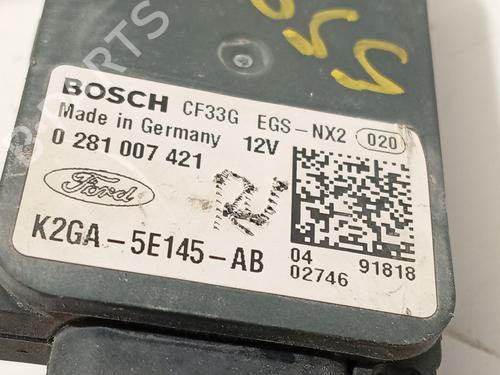 BOSCH CF33G EGS-NX2 020
Made in Germany 12V
0 281 007 421
Ford
K2GA-5E145-AB
04 91818
02746